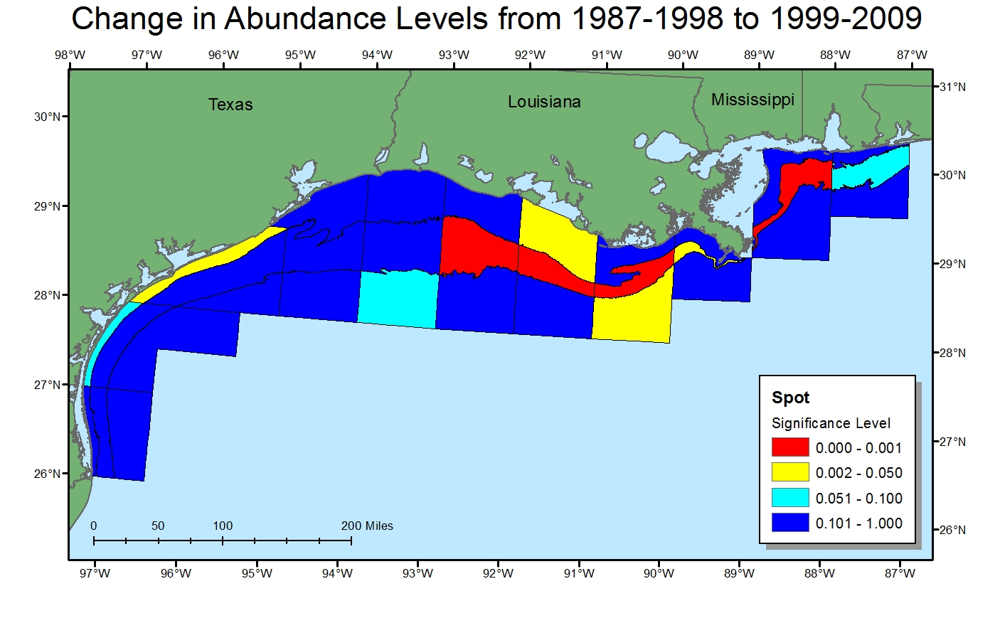 Change in Abundance Levels from 1987-1998 to 1999-2009
98°W 97°W 96°W 95°W 94°W 93°W 92°W 91°W 90°W 89°W 88°W 87°W
31°N
Texas Louisiana Mississippi
30°N
30°N
29°N
29°N
28°N
28°N
27°N
Spot
Significance Level
27°N
0.000 - 0.001
26°N
0.002 - 0.050
0.051 - 0.100
0.101 - 1.000
0 50 100 200 Miles
26°N
97°W 96°W 95°W 94°W 93°W 92°W 91°W 90°W 89°W 88°W 87°W